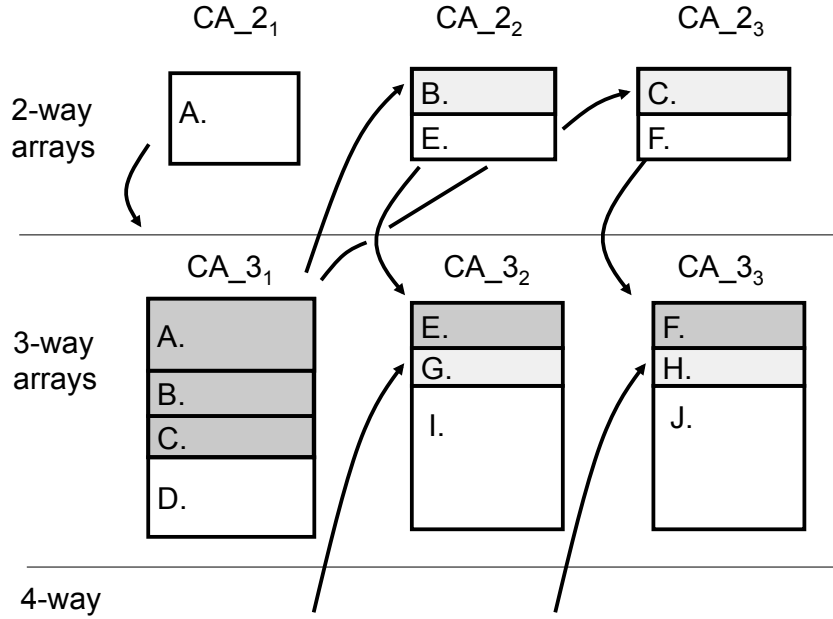 CA_2₁ CA_2₂ CA_2₃
2-way
arrays
A.
B.
E.
C.
F.
CA_3₁ CA_3₂ CA_3₃
3-way
arrays
A.
B.
C.
D.
E.
G.
I.
F.
H.
J.
4-way